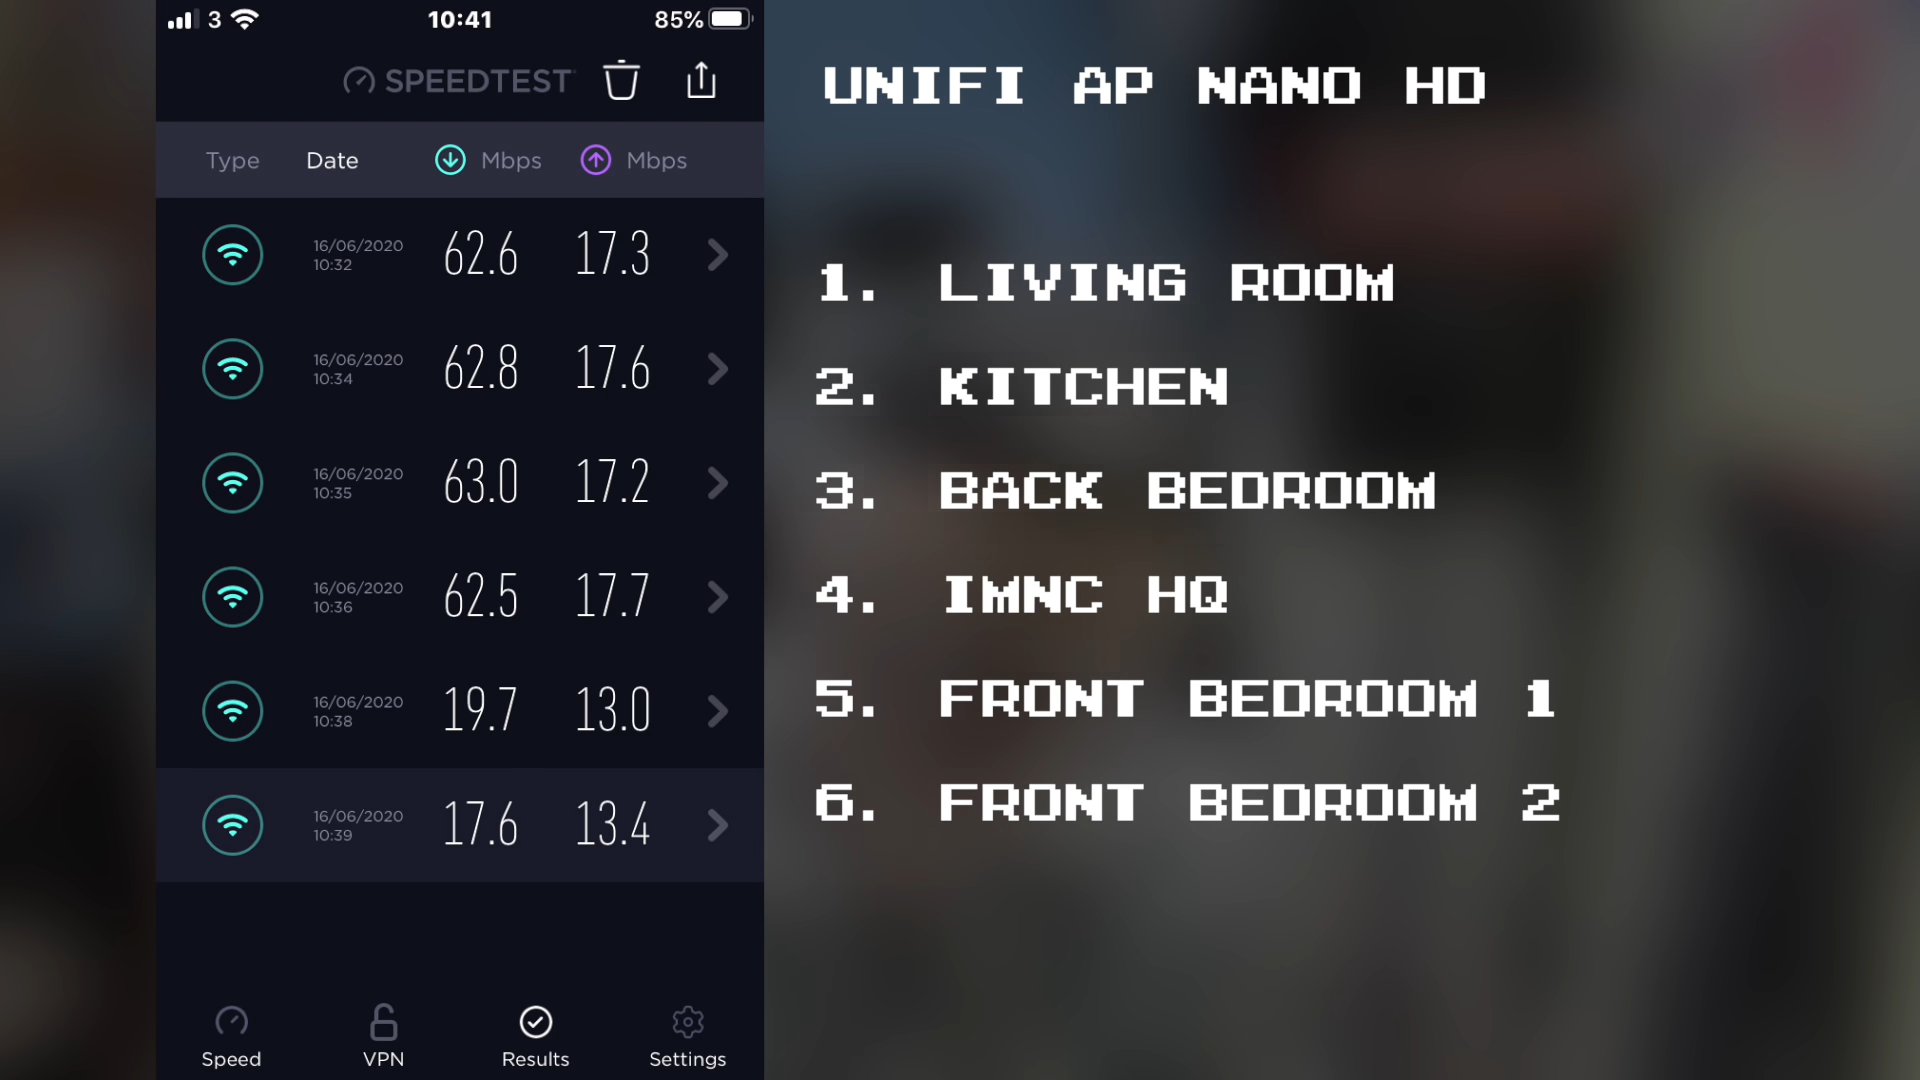 3 10:41 85%
SPEEDTEST
Type Date Mbps Mbps
16/06/2020
10:32
62.6 17.3
16/06/2020
10:34
62.8 17.6
16/06/2020
10:35
63.0 17.2
16/06/2020
10:36
62.5 17.7
16/06/2020
10:38
19.7 13.0
16/06/2020
10:39
17.6 13.4
Speed VPN Results Settings
UNIFI AP NANO HD
1. LIVING ROOM
2. KITCHEN
3. BACK BEDROOM
4. IMNC HQ
5. FRONT BEDROOM 1
6. FRONT BEDROOM 2